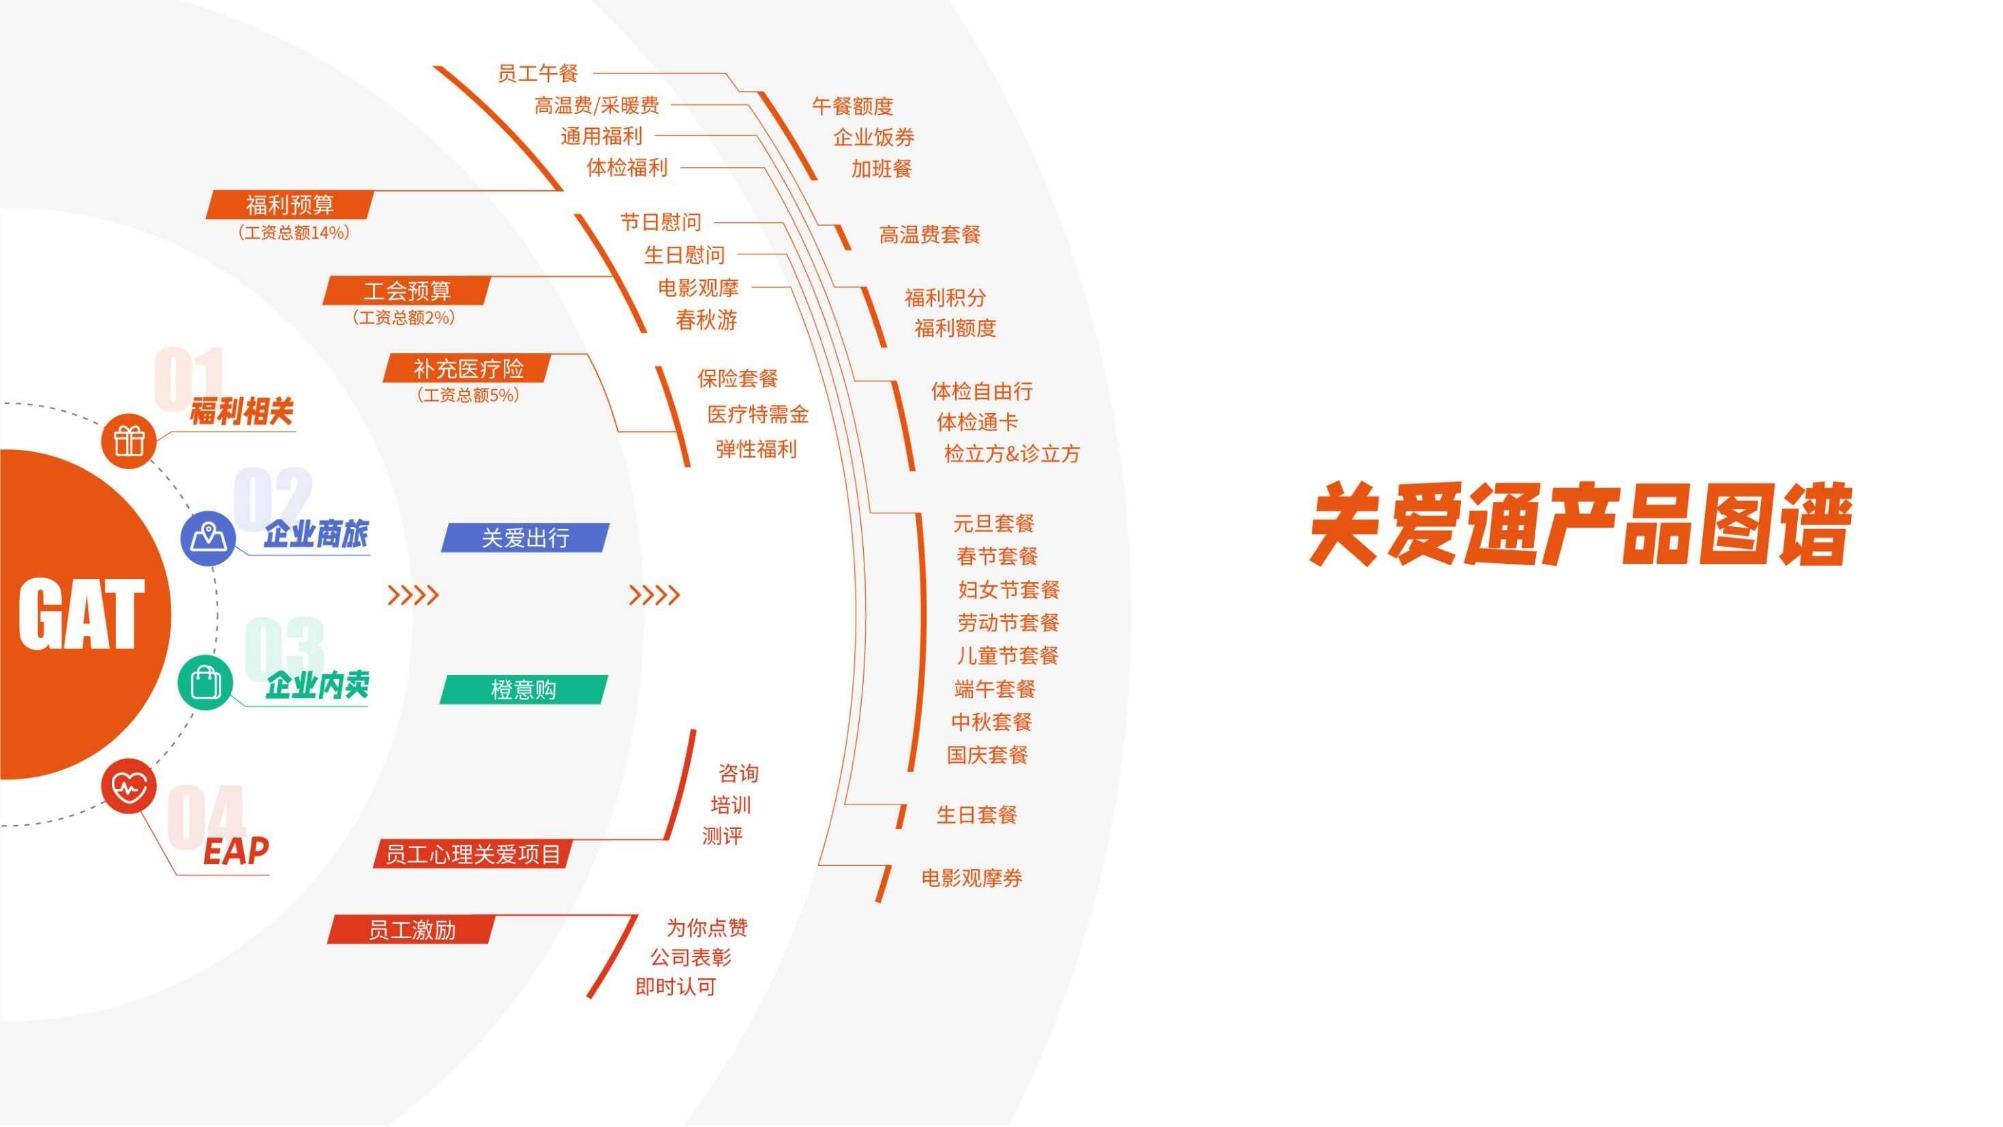 员工午餐
高温费/采暖费
通用福利
体检福利
午餐额度
企业饭券
加班餐
福利预算
（工资总额14%）
节日慰问
生日慰问
电影观摩
春秋游
高温费套餐
工会预算
（工资总额2%）
福利积分
福利额度
补充医疗险
（工资总额5%）
保险套餐
医疗特需金
弹性福利
体检自由行
体检通卡
检立方&诊立方
01
福利相关
02
企业商旅
关爱出行
GAT
03
企业内卖
橙意购
元旦套餐
春节套餐
妇女节套餐
劳动节套餐
儿童节套餐
端午套餐
中秋套餐
国庆套餐
04
EAP
员工心理关爱项目
咨询
培训
测评
生日套餐
电影观摩券
员工激励
为你点赞
公司表彰
即时认可
关爱通产品图谱